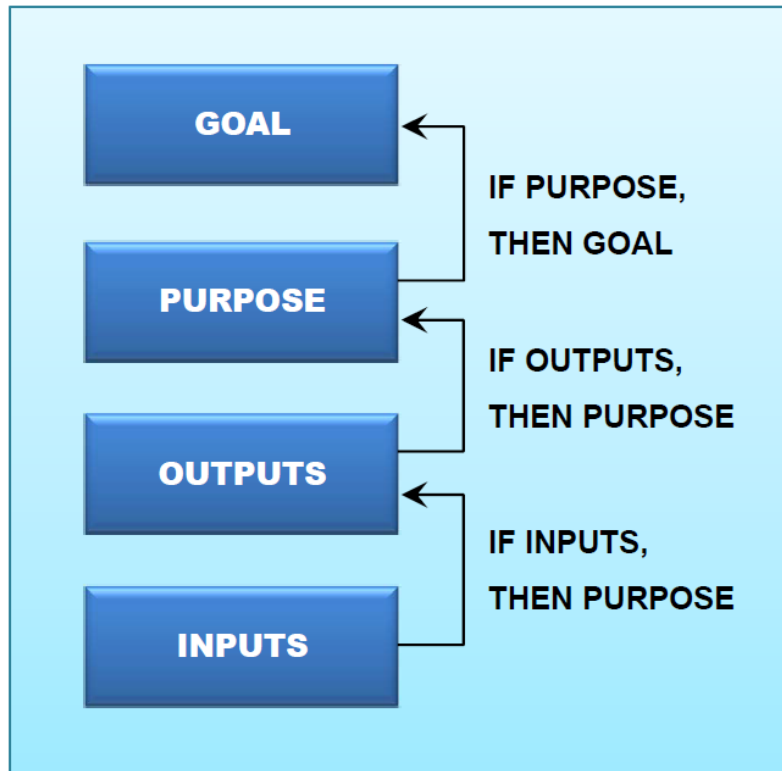 GOAL
IF PURPOSE,
THEN GOAL
PURPOSE
IF OUTPUTS,
THEN PURPOSE
OUTPUTS
IF INPUTS,
THEN PURPOSE
INPUTS